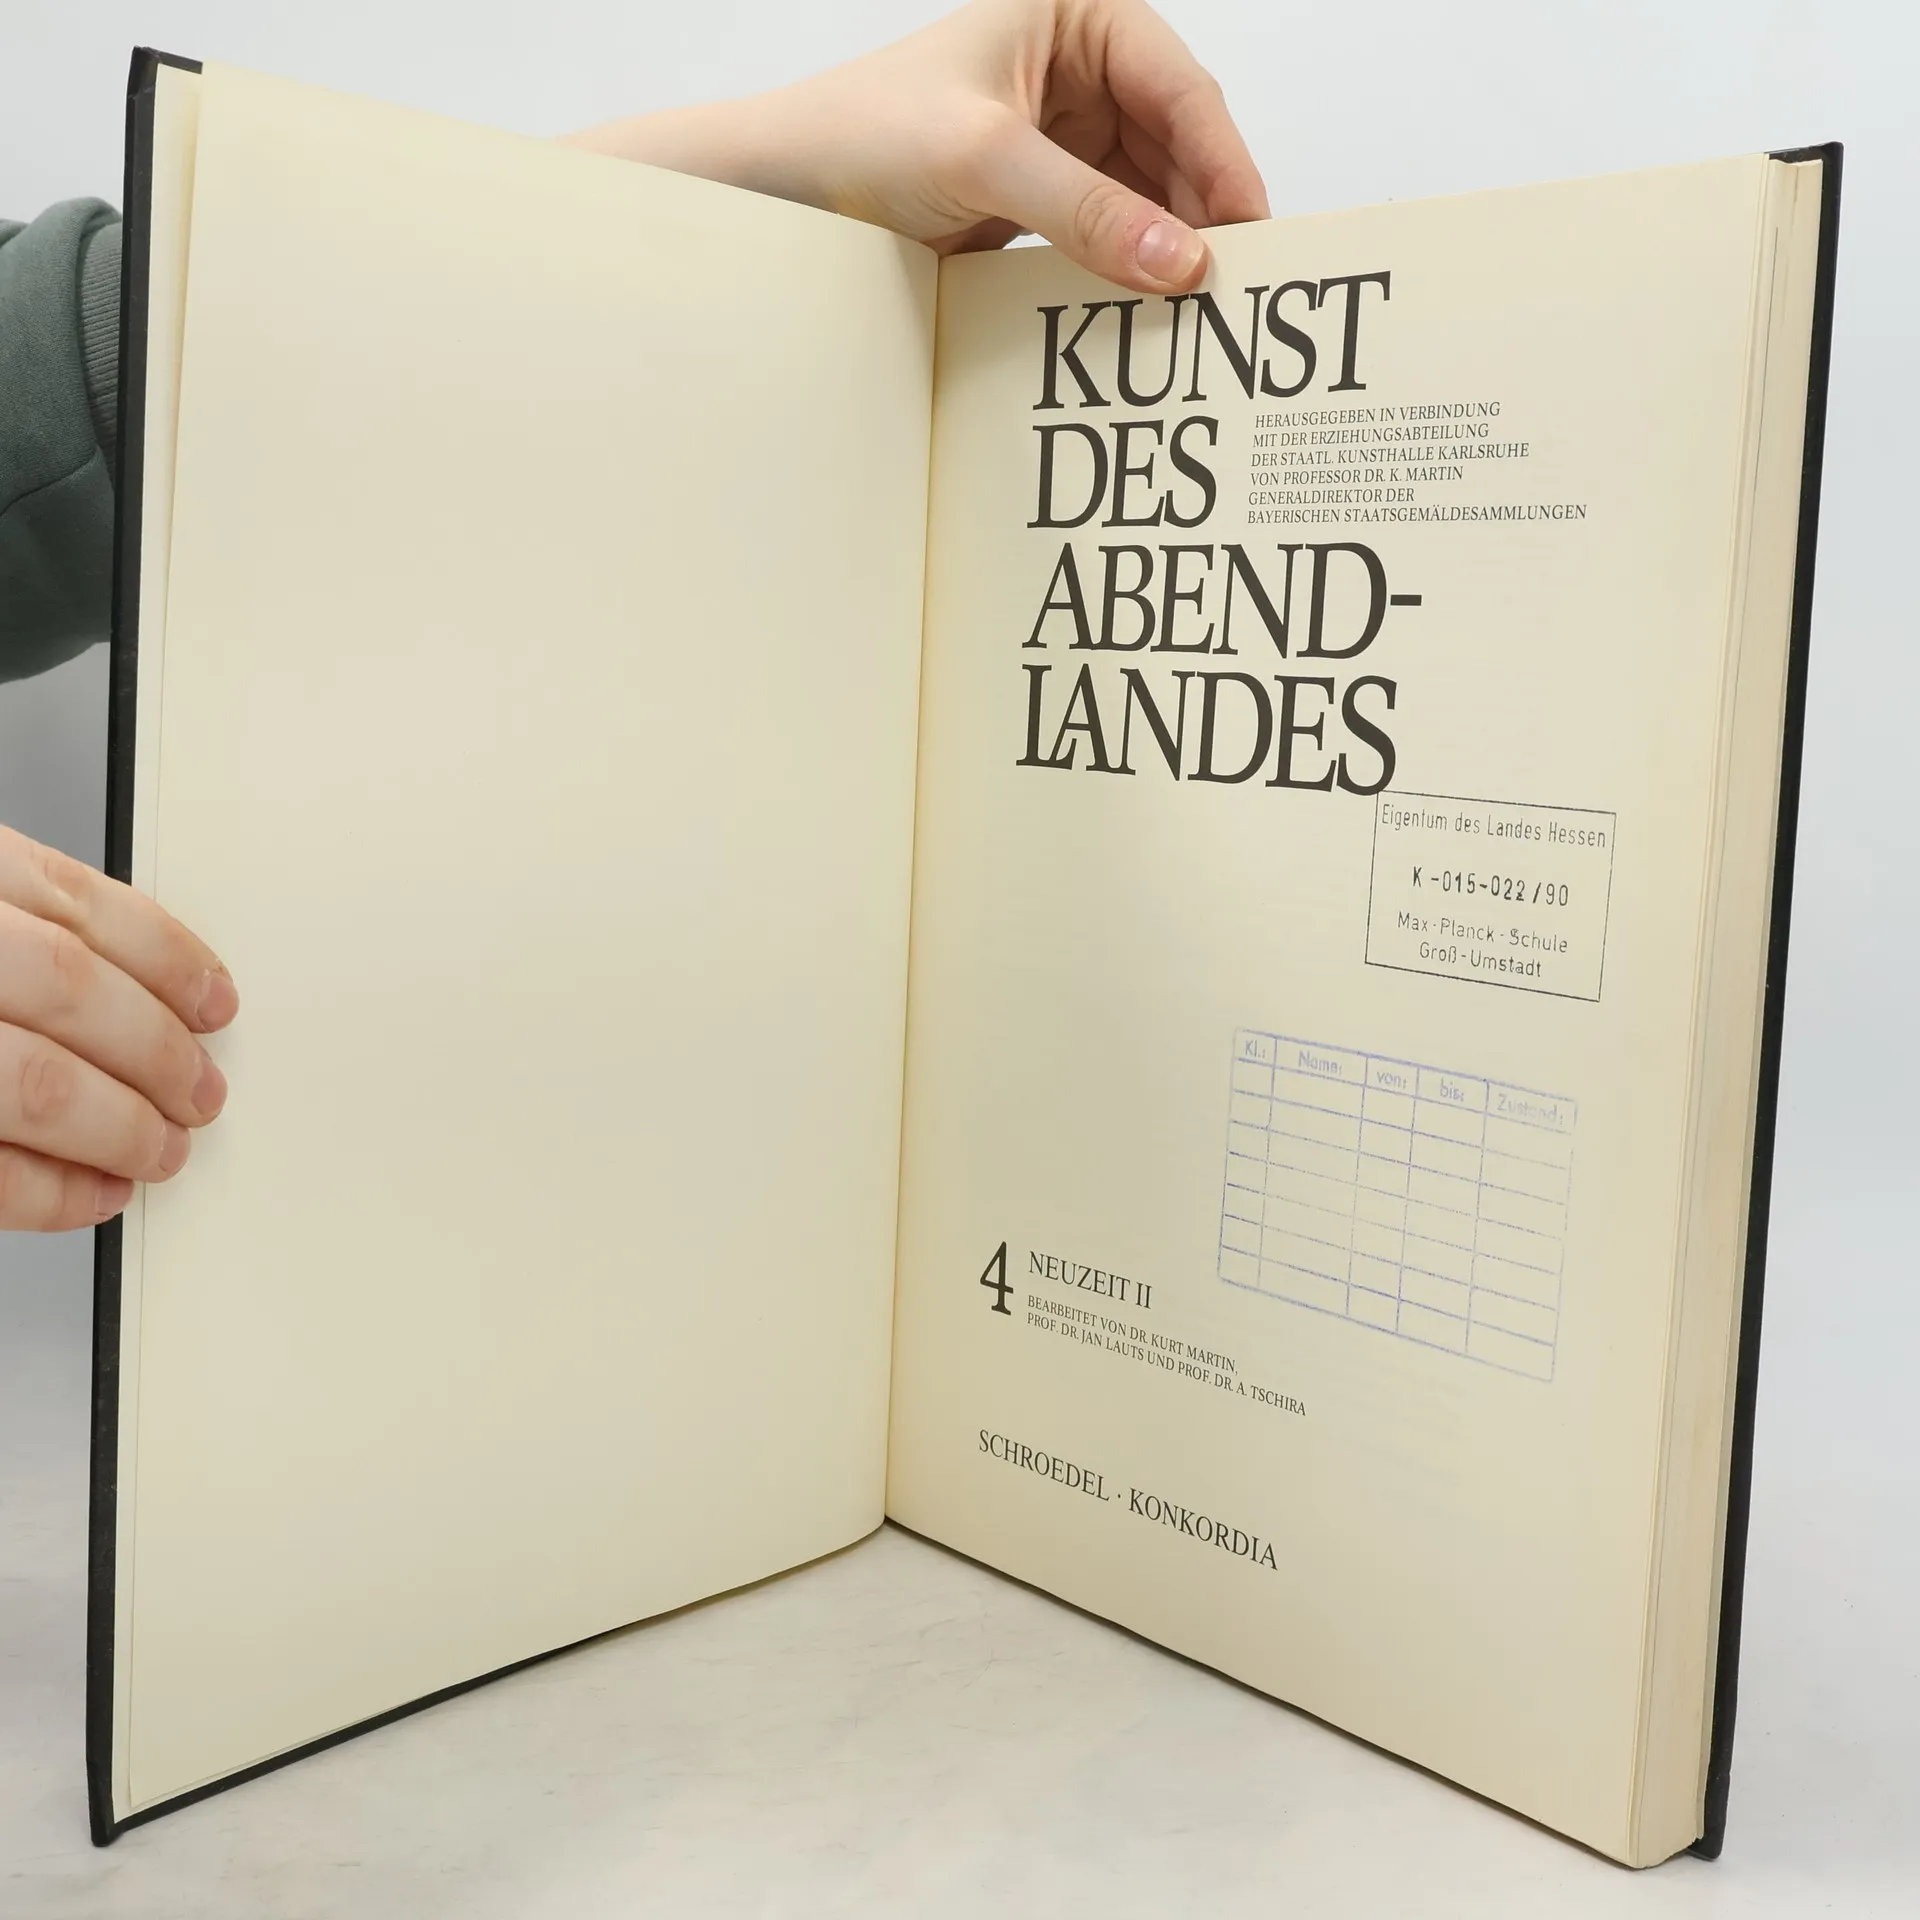 KUNST
DES
HERAUSGEGEBEN IN VERBINDUNG
MIT DER ERZIEHUNGSABTEILUNG
DER STAATL. KUNSTHALLE KARLSRUHE
VON PROFESSOR DR. K. MARTIN
GENERALDIREKTOR DER
BAYERISCHEN STAATSGEMÄLDESAMMLUNGEN
ABEND-
LANDES
Eigentum des Landes Hessen
K-015-022/90
Max-Planck-Schule
Groß-Umstadt
Kl.: Name: von: bis: Zustand:
4 NEUZEIT II
BEARBEITET VON DR. KURT MARTIN,
PROF. DR. JAN LAUTS UND PROF. DR. A. TSCHIRA
SCHROEDEL · KONKORDIA